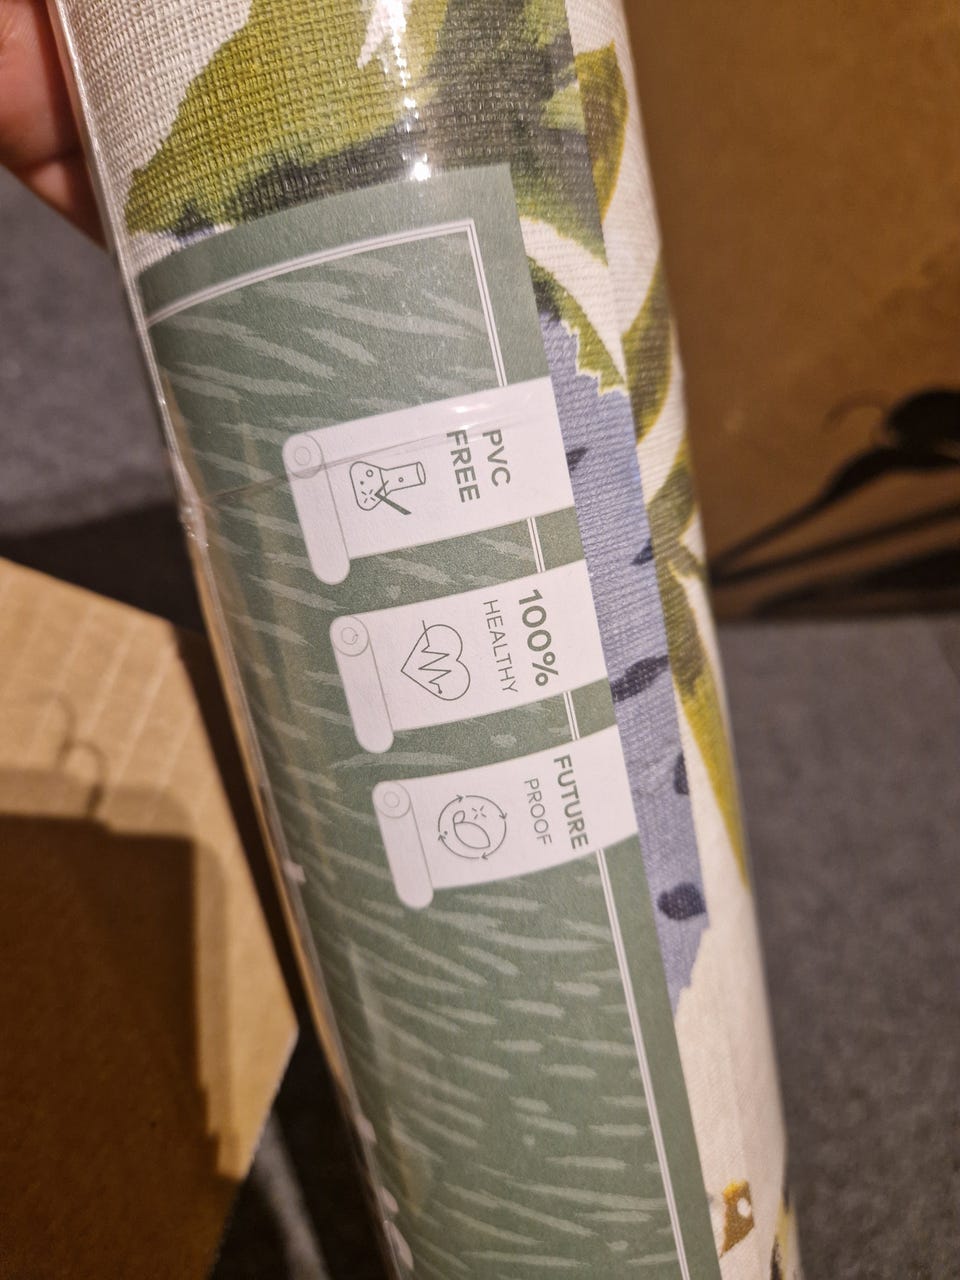 PVC
FREE
100%
HEALTHY
FUTURE
PROOF